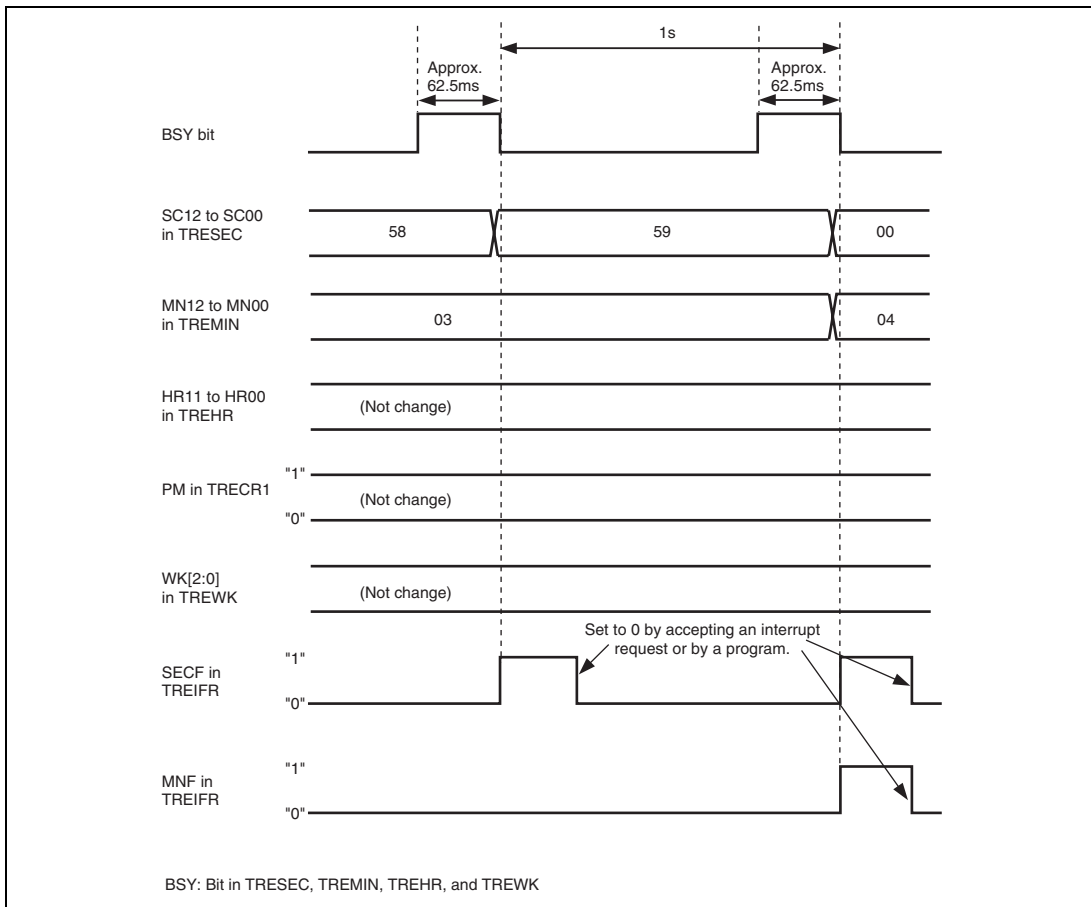 1s
Approx.
62.5ms
Approx.
62.5ms
BSY bit
SC12 to SC00
in TRESEC
58
59
00
MN12 to MN00
in TREMIN
03
04
HR11 to HR00
in TREHR
(Not change)
PM in TRECR1
"1"
(Not change)
"0"
WK[2:0]
in TREWK
(Not change)
Set to 0 by accepting an interrupt
request or by a program.
SECF in
TREIFR
"1"
"0"
MNF in
TREIFR
"1"
"0"
BSY: Bit in TRESEC, TREMIN, TREHR, and TREWK